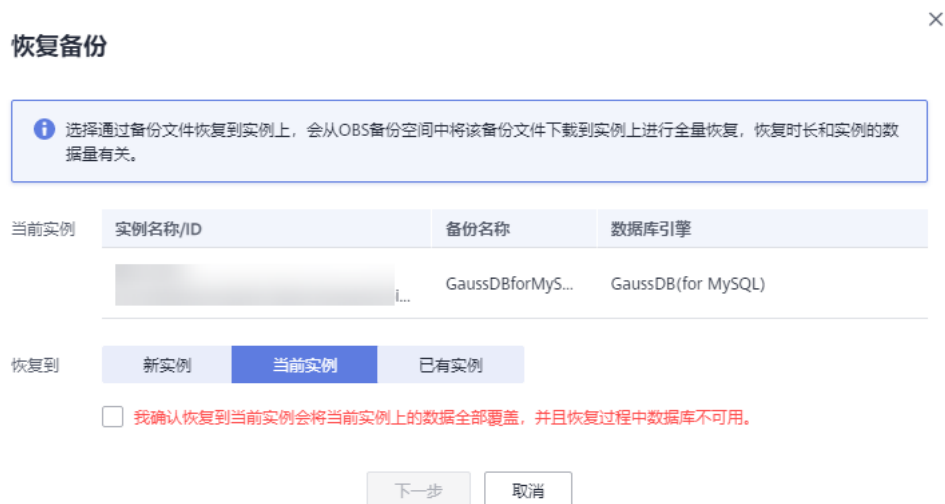 恢复备份
选择通过备份文件恢复到实例上，会从OBS备份空间中将该备份文件下载到实例上进行全量恢复，恢复时长和实例的数
据量有关。
当前实例 实例名称/ID 备份名称 数据库引擎
GaussDBforMyS... GaussDB(for MySQL)
恢复到 新实例 当前实例 已有实例
我确认恢复到当前实例会将当前实例上的数据全部覆盖，并且恢复过程中数据库不可用。
下一步 取消